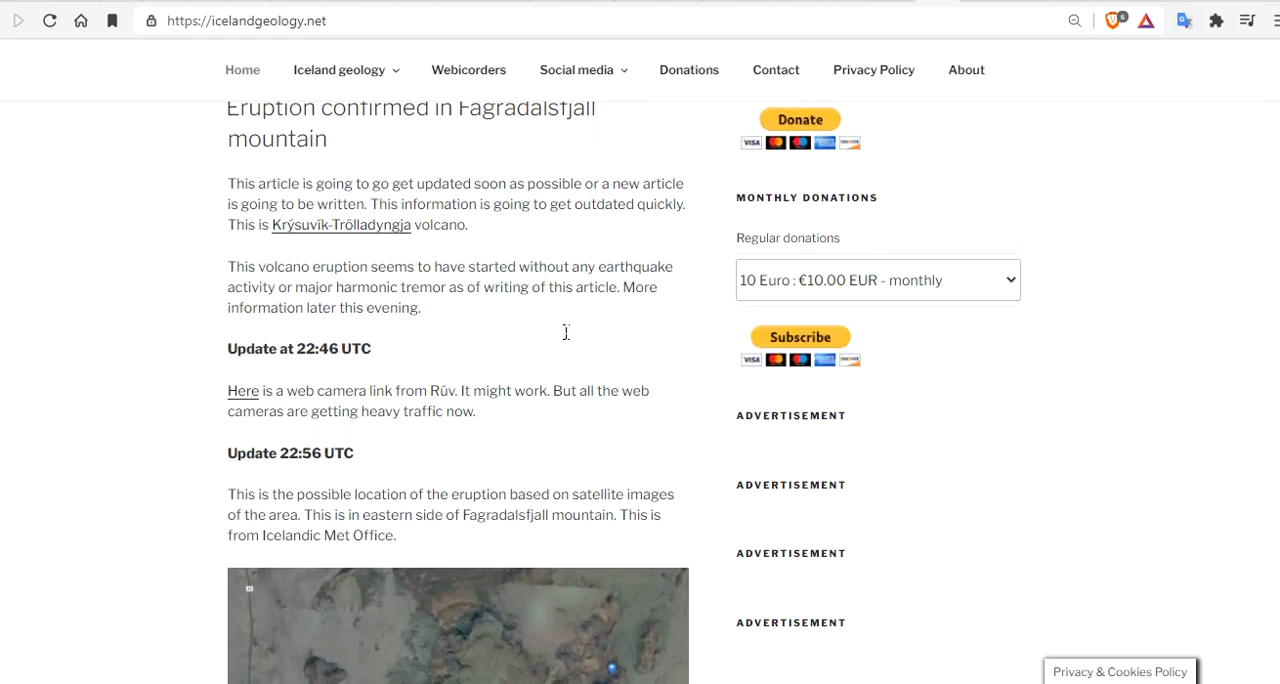 https://icelandgeology.net
6
Home
Iceland geology
Webicorders
Social media
Donations
Contact
Privacy Policy
About
Eruption confirmed in Fagradalsfjall
mountain
This article is going to go get updated soon as possible or a new article
is going to be written. This information is going to get outdated quickly.
This is Krýsuvík-Trölladyngja volcano.
This volcano eruption seems to have started without any earthquake
activity or major harmonic tremor as of writing of this article. More
information later this evening.
Update at 22:46 UTC
Here is a web camera link from Rúv. It might work. But all the web
cameras are getting heavy traffic now.
Update 22:56 UTC
This is the possible location of the eruption based on satellite images
of the area. This is in eastern side of Fagradalsfjall mountain. This is
from Icelandic Met Office.
Donate
VISA
MONTHLY DONATIONS
Regular donations
10 Euro : €10.00 EUR - monthly
Subscribe
VISA
ADVERTISEMENT
ADVERTISEMENT
ADVERTISEMENT
ADVERTISEMENT
Privacy & Cookies Policy